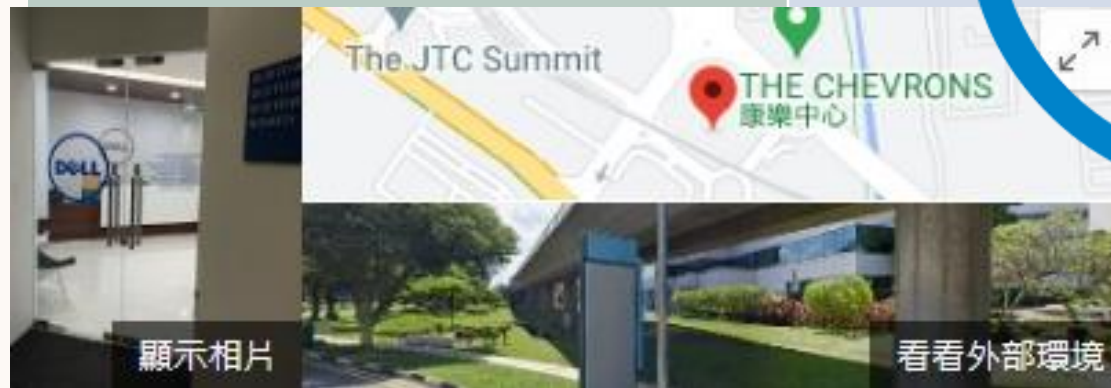 The JTC Summit
THE CHEVRONS
康樂中心
DELL
顯示相片
看看外部環境